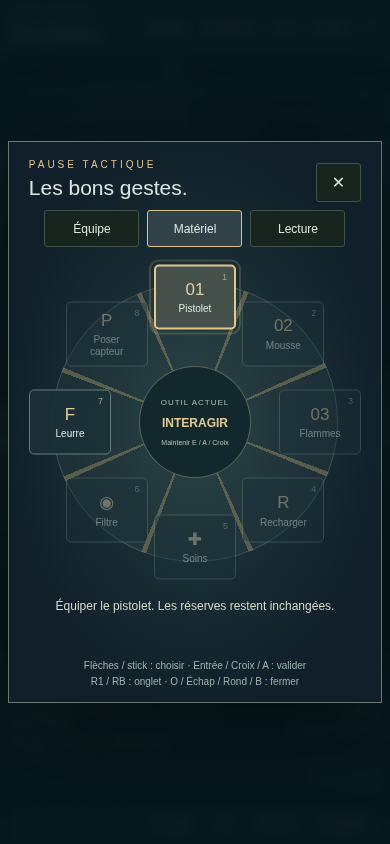 PAUSE TACTIQUE
Les bons gestes.
✕
Équipe
Matériel
Lecture
1
01
Pistolet
8
P
Poser
capteur
2
02
Mousse
7
F
Leurre
OUTIL ACTUEL
INTERAGIR
Maintenir E / A / Croix
3
03
Flammes
6
◉
Filtre
4
R
Recharger
5
✚
Soins
Équiper le pistolet. Les réserves restent inchangées.
Flèches / stick : choisir · Entrée / Croix / A : valider
R1 / RB : onglet · O / Échap / Rond / B : fermer